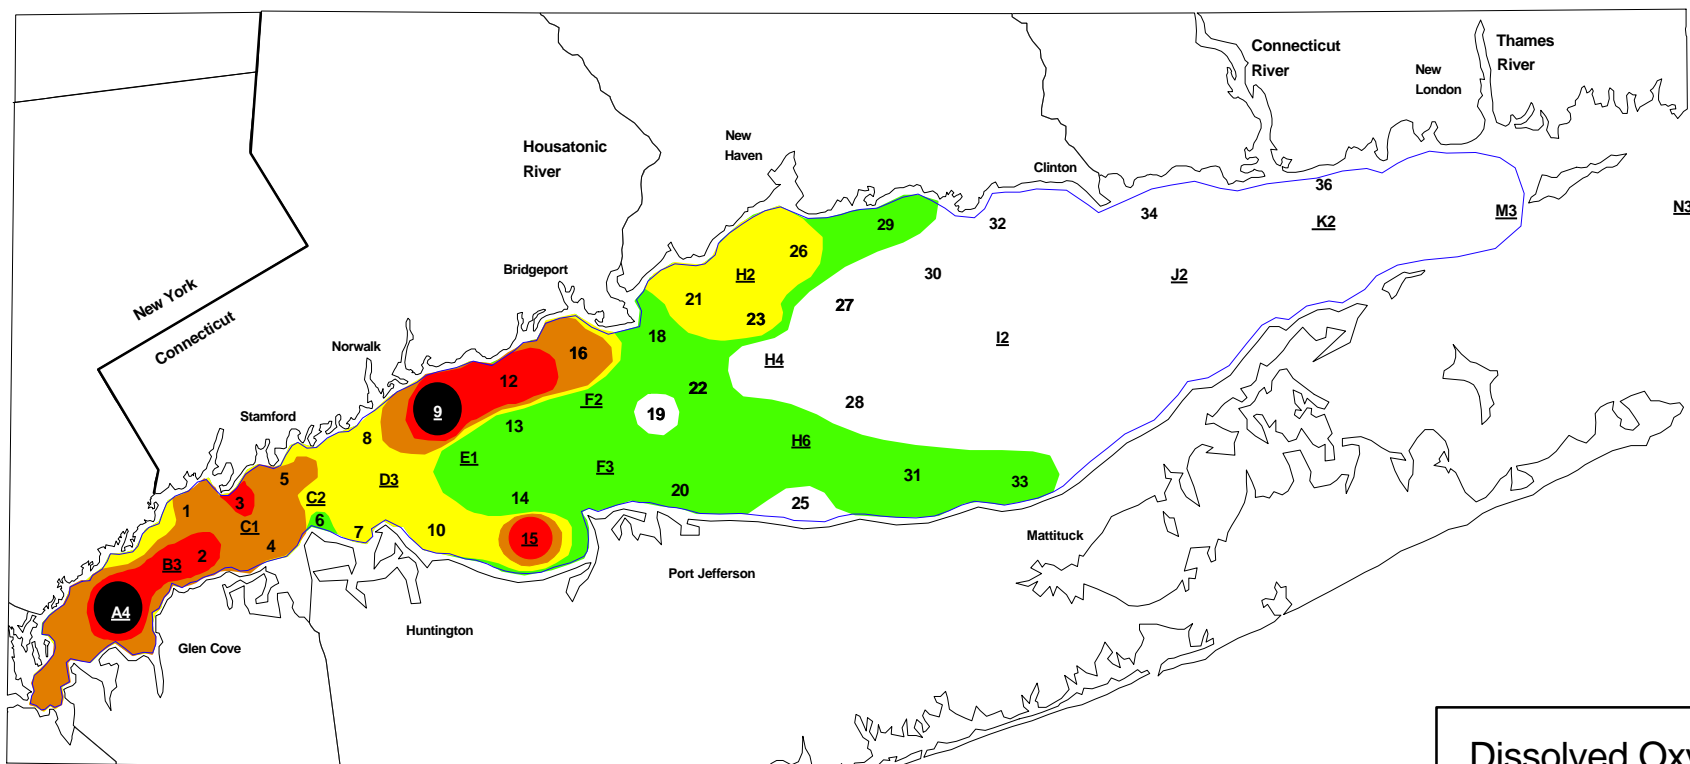 Connecticut
River
Thames
River
New
London
New
Haven
Housatonic
River
Clinton
36
34
32
M3
N3
K2
29
26
H2
30
J2
Bridgeport
New York
Connecticut
21
23
27
18
I2
Norwalk
16
H4
12
22
F2
9
19
28
Stamford
13
8
H6
E1
F3
D3
31
33
5
C2
14
20
25
3
1
C1
6
7
10
4
15
Mattituck
2
B3
Port Jefferson
A4
Huntington
Glen Cove
Dissolved Oxy